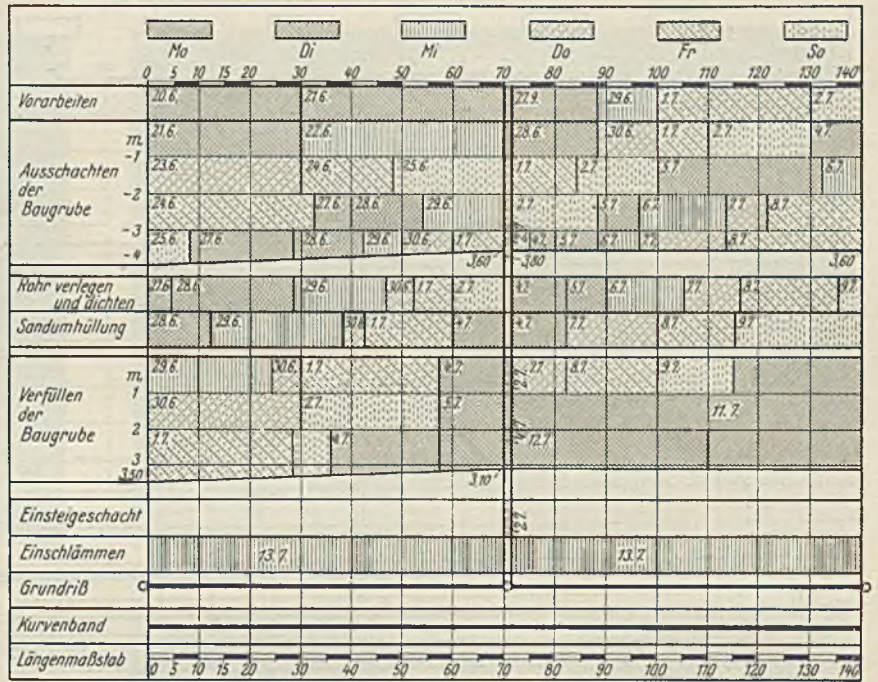 Mo Di Mi Do Fr Sa
0 5 10 20 30 40 50 60 70 80 90 100 110 120 130 140
Vorarbeiten 20.6. 21.6. 27.9. 29.6. 1.7. 2.7.
m 21.6. 22.6. 28.6. 30.6. 1.7. 2.7. 4.7.
-1
Ausschachten 23.6. 24.6. 25.6. 1.7. 2.7. 5.7. 6.7.
der -2
Baugrube 24.6. 27.6. 28.6. 29.6. 2.7. 5.7. 6.7. 7.7. 8.7.
-3
25.6. 27.6. 28.6. 29.6. 30.6. 1.7. 4.7. 5.7. 6.7. 7.7. 8.7.
-4 3,60 3,80 3,60
Rohr verlegen 27.6. 28.6. 29.6. 30.6. 1.7. 2.7. 4.7. 5.7. 6.7. 7.7. 8.7. 9.7.
und dichten
Sandumhüllung 28.6. 29.6. 30.6. 1.7. 4.7. 4.7. 7.7. 8.7. 9.7.
m 29.6. 30.6. 1.7. 4.7. 2.7. 7.7. 8.7. 9.7.
1
Verfüllen 30.6. 2.7. 5.7. 11.7.
der
Baugrube 2
1.7. 4.7. 12.7.
3
3,50 3,10
Einsteigeschacht 2.7.
Einschlämmen 13.7. 13.7.
Grundriß
Kurvenband
Längenmaßstab
0 5 10 15 20 30 40 50 60 70 80 90 100 110 120 130 140